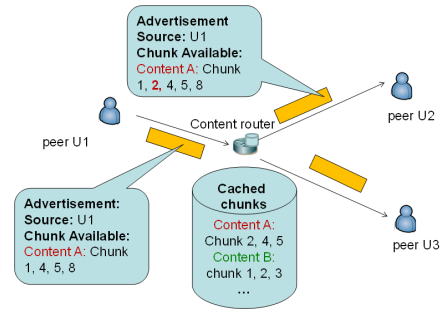 Advertisement
Source: U1
Chunk Available:
Content A: Chunk
1, 2, 4, 5, 8
peer U1
Content router
peer U2
Advertisement:
Source: U1
Chunk Available:
Content A: Chunk
1, 4, 5, 8
Cached
chunks
Content A:
Chunk 2, 4, 5
Content B:
chunk 1, 2, 3
...
peer U3